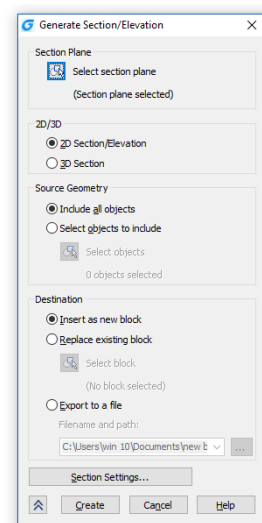 Generate Section/Elevation
Section Plane
Select section plane
(Section plane selected)
2D/3D
2D Section/Elevation
3D Section
Source Geometry
Include all objects
Select objects to include
Select objects
0 objects selected
Destination
Insert as new block
Replace existing block
Select block
(No block selected)
Export to a file
Filename and path:
C:\Users\win 10\Documents\new b
...
Section Settings...
Create Cancel Help